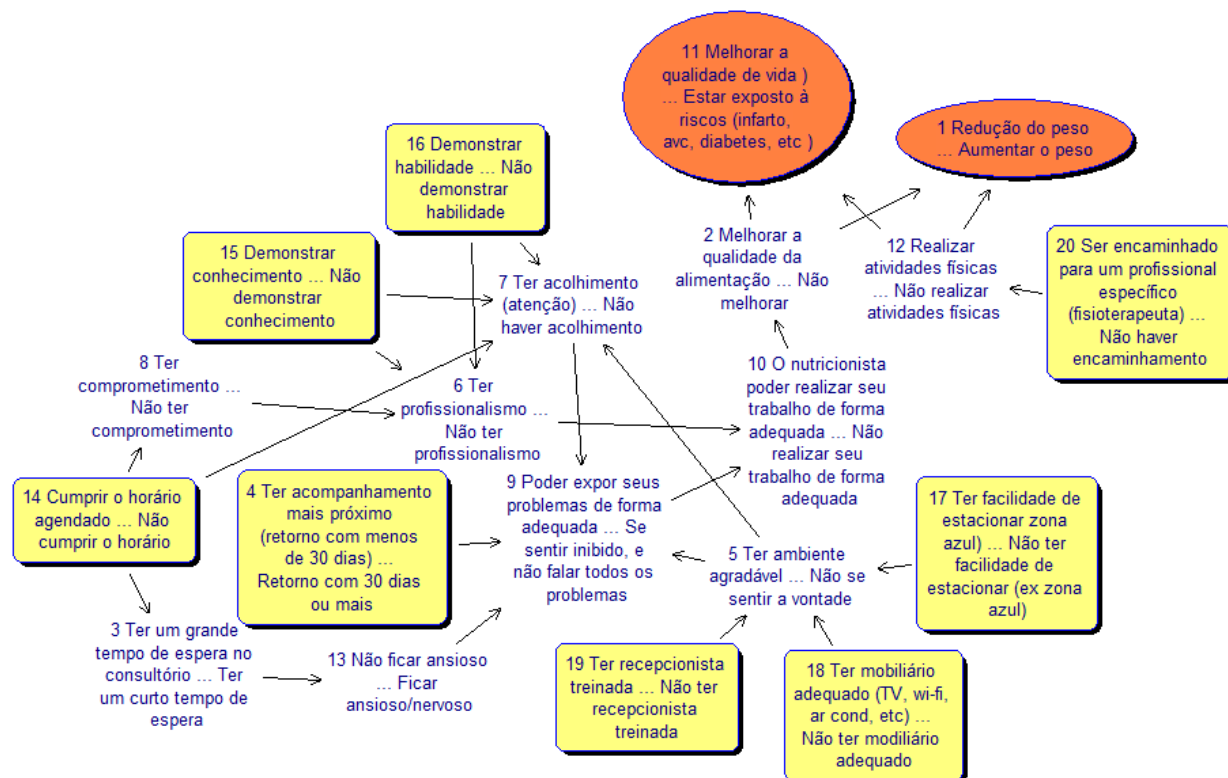 11 Melhorar a
qualidade de vida )
... Estar exposto à
riscos (infarto,
avc, diabetes, etc )
1 Redução do peso
... Aumentar o peso
16 Demonstrar
habilidade ... Não
demonstrar
habilidade
15 Demonstrar
conhecimento ... Não
demonstrar
conhecimento
7 Ter acolhimento
(atenção) ... Não
haver acolhimento
2 Melhorar a
qualidade da
alimentação ... Não
melhorar
12 Realizar
atividades físicas
... Não realizar
atividades físicas
20 Ser encaminhado
para um profissional
específico
(fisioterapeuta) ...
Não haver
encaminhamento
8 Ter
comprometimento ...
Não ter
comprometimento
6 Ter
profissionalismo ...
Não ter
profissionalismo
10 O nutricionista
poder realizar seu
trabalho de forma
adequada ... Não
realizar seu
trabalho de forma
adequada
14 Cumprir o horário
agendado ... Não
cumprir o horário
4 Ter acompanhamento
mais próximo
(retorno com menos
de 30 dias) ...
Retorno com 30 dias
ou mais
9 Poder expor seus
problemas de forma
adequada ... Se
sentir inibido, e
não falar todos os
problemas
5 Ter ambiente
agradável ... Não se
sentir a vontade
17 Ter facilidade de
estacionar zona
azul) ... Não ter
facilidade de
estacionar (ex zona
azul)
3 Ter um grande
tempo de espera no
consultório ... Ter
um curto tempo de
espera
13 Não ficar ansioso
... Ficar
ansioso/nervoso
19 Ter recepcionista
treinada ... Não ter
recepcionista
treinada
18 Ter mobiliário
adequado (TV, wi-fi,
ar cond, etc) ...
Não ter modiliário
adequado